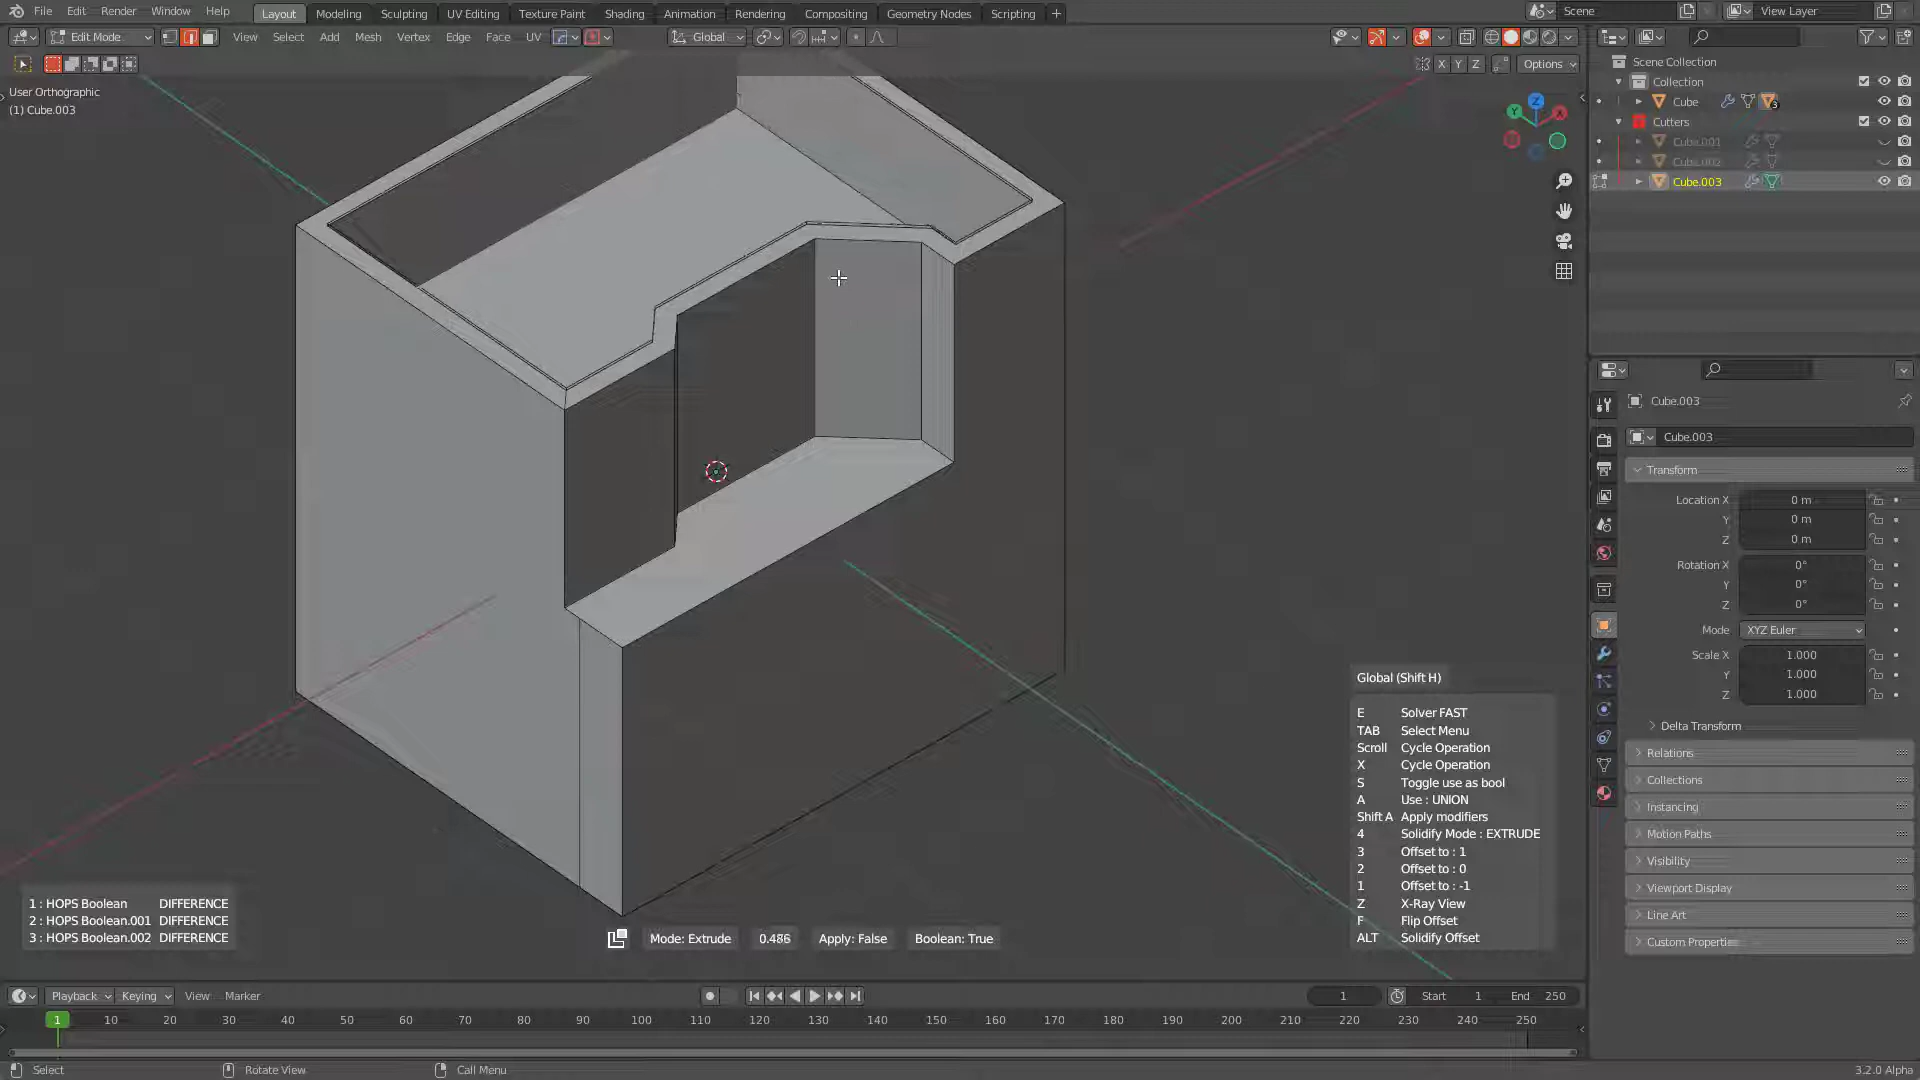 File Edit Render Window Help Layout Modeling Sculpting UV Editing Texture Paint Shading Animation Rendering Compositing Geometry Nodes Scripting + Scene View Layer
Edit Mode View Select Add Mesh Vertex Edge Face UV Global
X Y Z Options
User Orthographic
(1) Cube.003
Scene Collection
Collection
Cube 3
Cutters
Cube.001
Cube.002
Cube.003
Z
Y
X
Cube.003
Cube.003
Transform
Location X 0 m
Y 0 m
Z 0 m
Rotation X 0°
Y 0°
Z 0°
Mode XYZ Euler
Scale X 1.000
Y 1.000
Z 1.000
Delta Transform
Relations
Collections
Instancing
Motion Paths
Visibility
Viewport Display
Line Art
Custom Properties
Global (Shift H)
E Solver FAST
TAB Select Menu
Scroll Cycle Operation
X Cycle Operation
S Toggle use as bool
A Use : UNION
Shift A Apply modifiers
4 Solidify Mode : EXTRUDE
3 Offset to : 1
2 Offset to : 0
1 Offset to : -1
Z X-Ray View
F Flip Offset
ALT Solidify Offset
1 : HOPS Boolean DIFFERENCE
2 : HOPS Boolean.001 DIFFERENCE
3 : HOPS Boolean.002 DIFFERENCE
Mode: Extrude 0.486 Apply: False Boolean: True
Playback Keying View Marker 1 Start 1 End 250
1 10 20 30 40 50 60 70 80 90 100 110 120 130 140 150 160 170 180 190 200 210 220 230 240 250
Select Rotate View Call Menu 3.2.0 Alpha